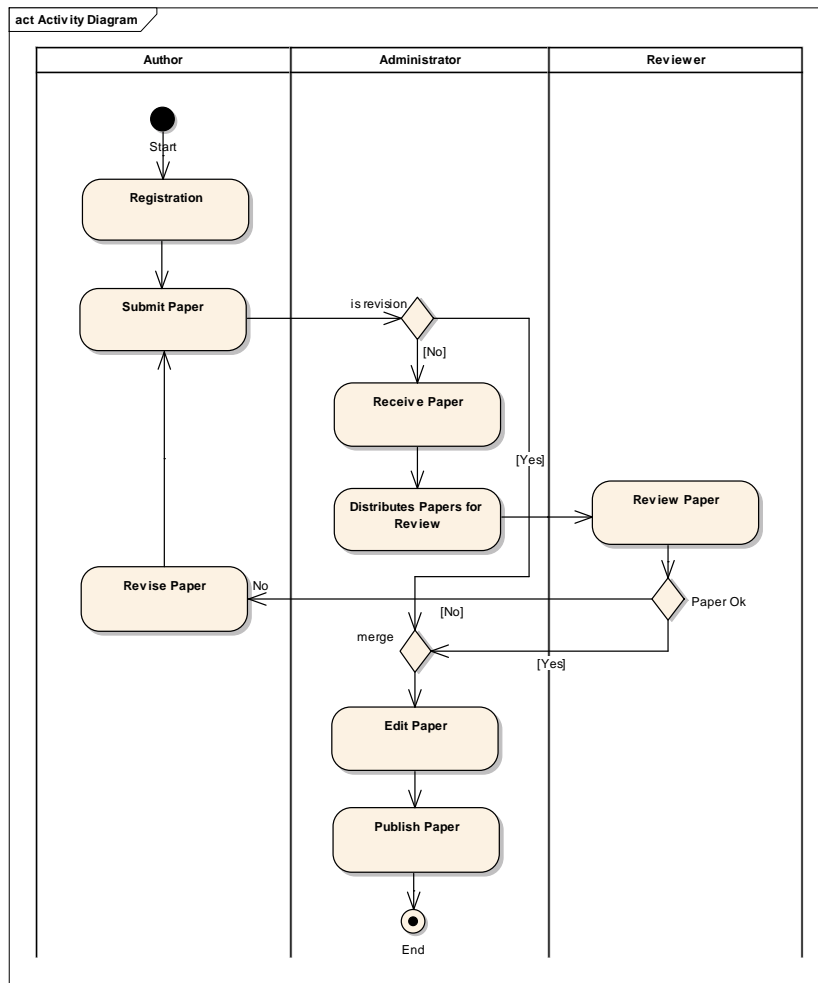 act Activity Diagram
Author
Administrator
Reviewer
Start
Registration
Submit Paper
is revision
[No]
Receive Paper
[Yes]
Distributes Papers for
Review
Review Paper
Revise Paper
No
[No]
Paper Ok
merge
[Yes]
Edit Paper
Publish Paper
End